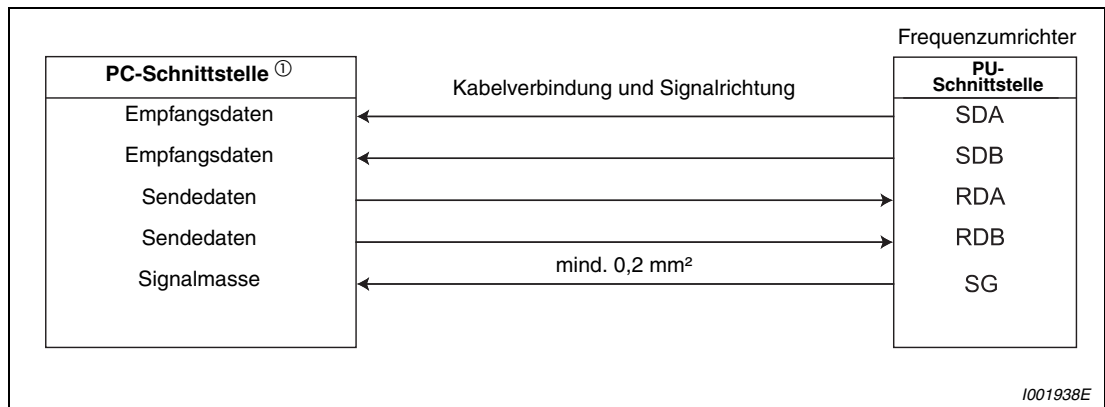 Frequenzumrichter
PC-Schnittstelle ①
Kabelverbindung und Signalrichtung
PU-
Schnittstelle
Empfangsdaten
SDA
Empfangsdaten
SDB
Sendedaten
RDA
Sendedaten
RDB
Signalmasse
mind. 0,2 mm²
SG
I001938E